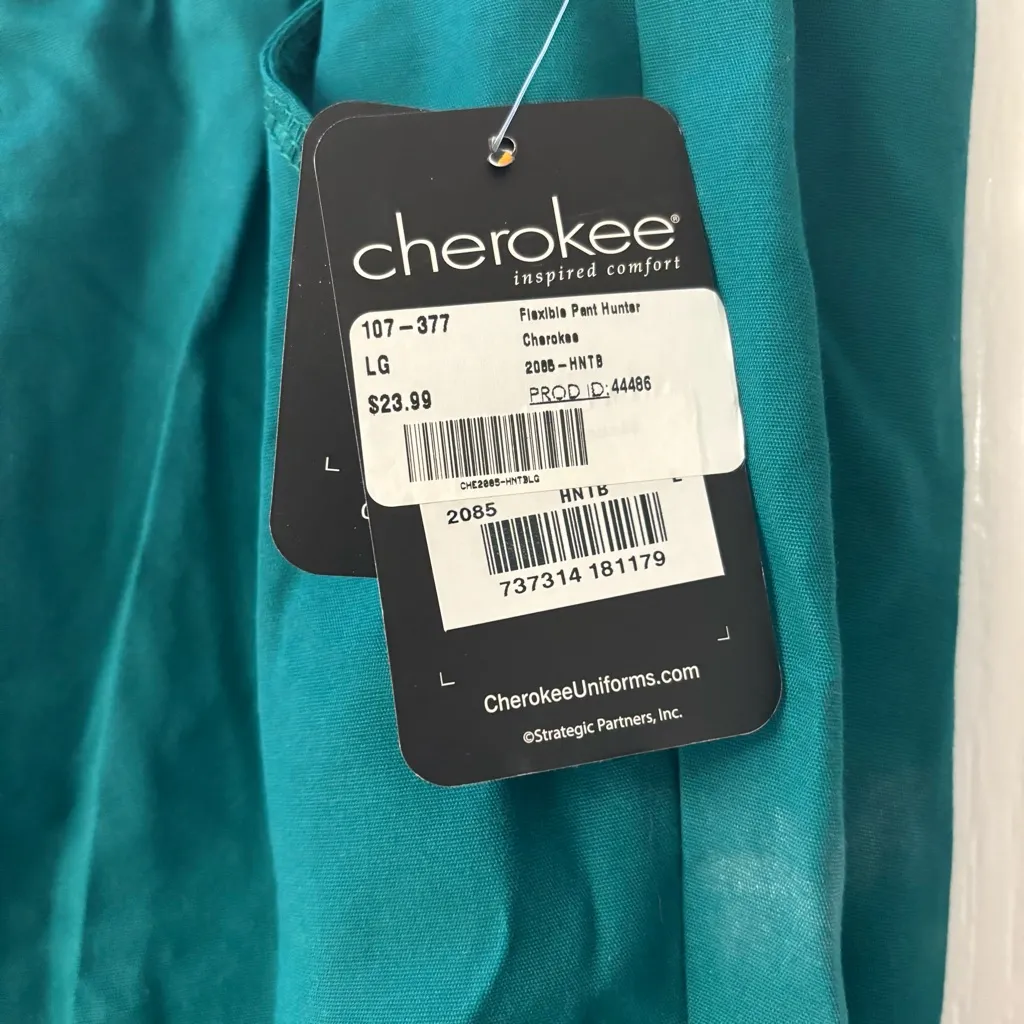 cherokee®
inspired comfort
107-377
Flexible Pant Hunter
LG
Cherokee
2085-HNTB
$23.99
PROD ID: 44486
CHE2085-HNTBLG
2085
HNTB
L
737314 181179
CherokeeUniforms.com
©Strategic Partners, Inc.